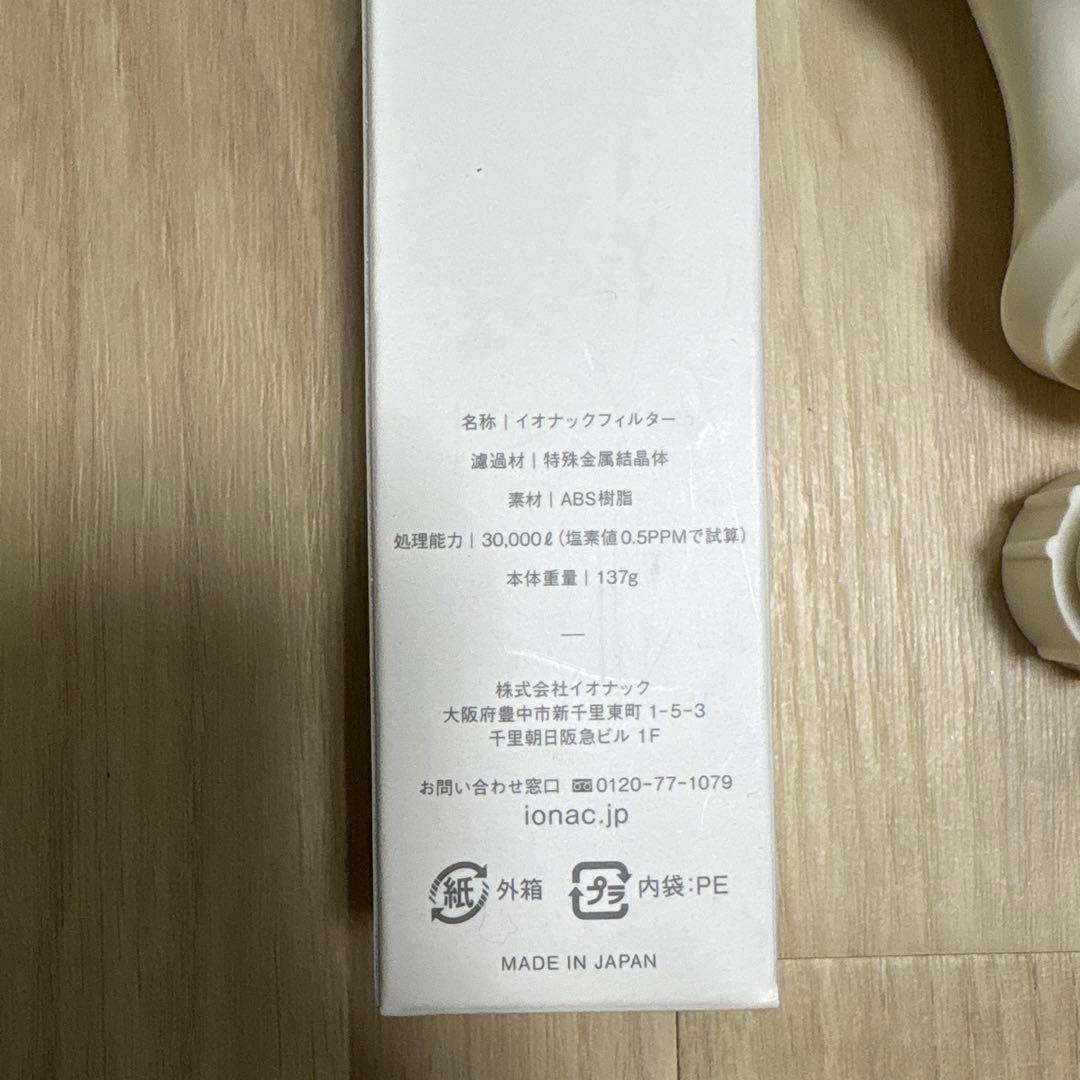 名称 | イオナックフィルター
濾過材 | 特殊金属結晶体
素材 | ABS樹脂
処理能力 | 30,000ℓ (塩素値0.5PPMで試算)
本体重量 | 137g
—
株式会社イオナック
大阪府豊中市新千里東町 1-5-3
千里朝日阪急ビル 1F
お問い合わせ窓口 0120-77-1079
ionac.jp
紙 外箱 プラ 内袋:PE
MADE IN JAPAN